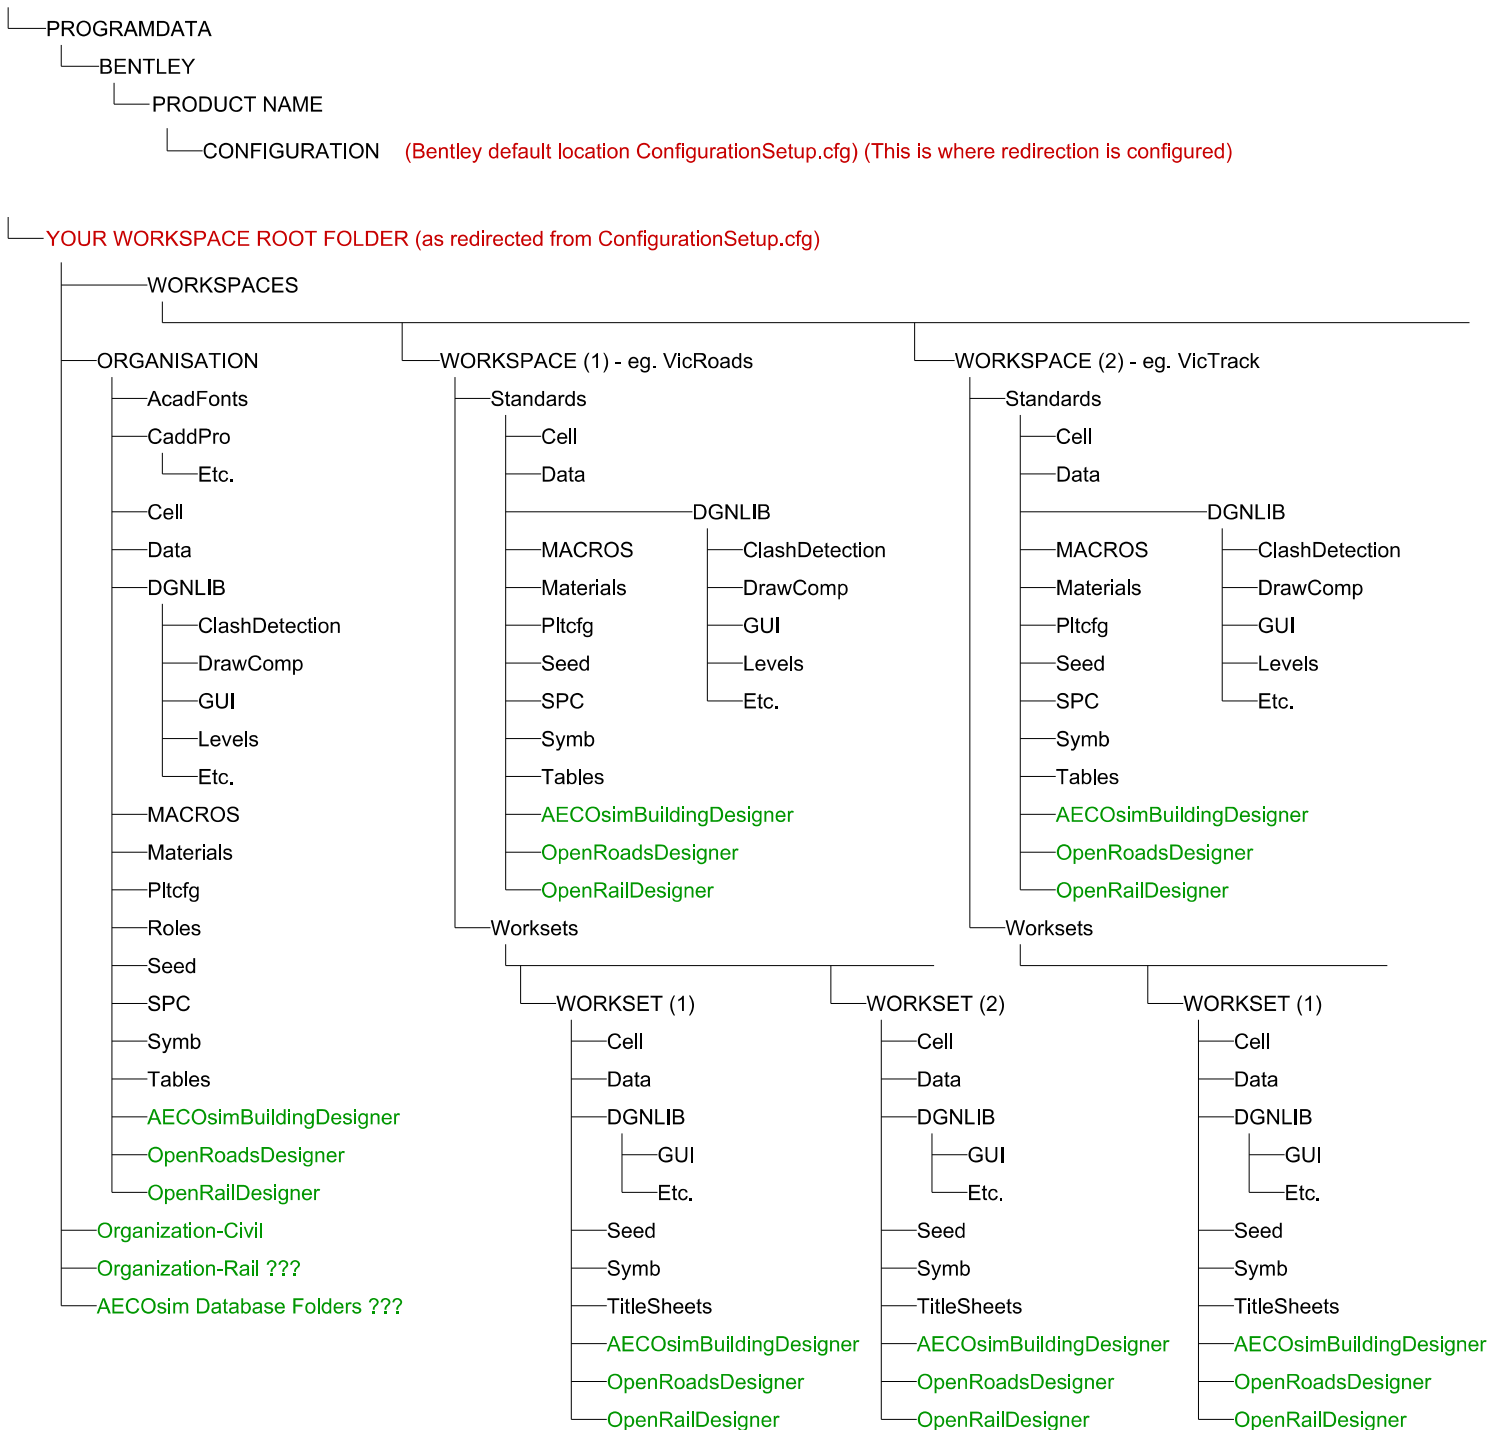 PROGRAMDATA
BENTLEY
PRODUCT NAME
CONFIGURATION (Bentley default location ConfigurationSetup.cfg) (This is where redirection is configured)
YOUR WORKSPACE ROOT FOLDER (as redirected from ConfigurationSetup.cfg)
WORKSPACES
ORGANISATION
AcadFonts
CaddPro
Etc.
Cell
Data
DGNLIB
ClashDetection
DrawComp
GUI
Levels
Etc.
MACROS
Materials
Pltcfg
Roles
Seed
SPC
Symb
Tables
AECOsimBuildingDesigner
OpenRoadsDesigner
OpenRailDesigner
Organization-Civil
Organization-Rail ???
AECOsim Database Folders ???
WORKSPACE (1) - eg. VicRoads
Standards
Cell
Data
DGNLIB
ClashDetection
DrawComp
GUI
Levels
Etc.
MACROS
Materials
Pltcfg
Seed
SPC
Symb
Tables
AECOsimBuildingDesigner
OpenRoadsDesigner
OpenRailDesigner
Worksets
WORKSET (1)
Cell
Data
DGNLIB
GUI
Etc.
Seed
Symb
TitleSheets
AECOsimBuildingDesigner
OpenRoadsDesigner
OpenRailDesigner
WORKSET (2)
Cell
Data
DGNLIB
GUI
Etc.
Seed
Symb
TitleSheets
AECOsimBuildingDesigner
OpenRoadsDesigner
OpenRailDesigner
WORKSPACE (2) - eg. VicTrack
Standards
Cell
Data
DGNLIB
ClashDetection
DrawComp
GUI
Levels
Etc.
MACROS
Materials
Pltcfg
Seed
SPC
Symb
Tables
AECOsimBuildingDesigner
OpenRoadsDesigner
OpenRailDesigner
Worksets
WORKSET (1)
Cell
Data
DGNLIB
GUI
Etc.
Seed
Symb
TitleSheets
AECOsimBuildingDesigner
OpenRoadsDesigner
OpenRailDesigner